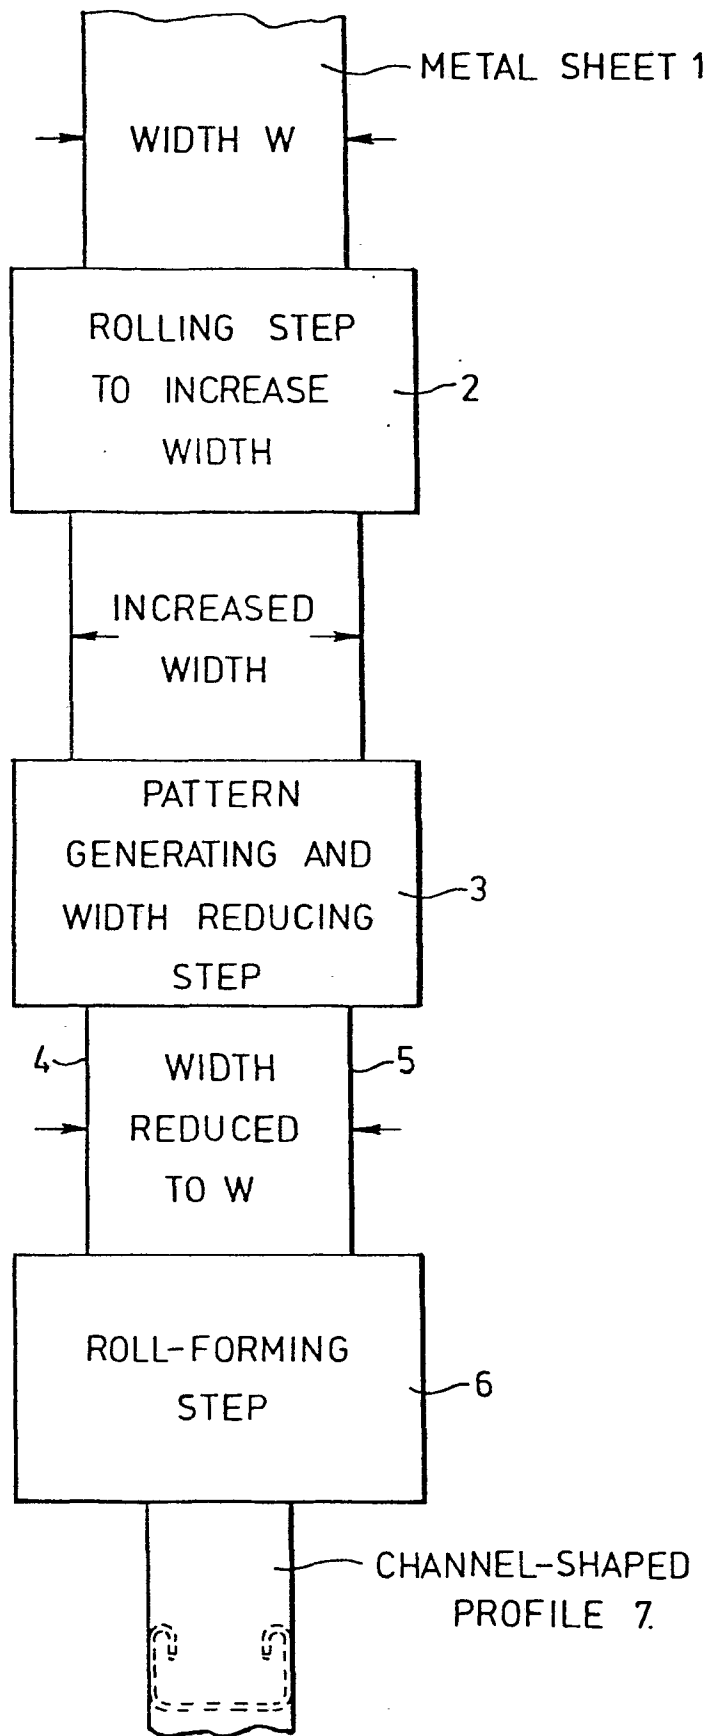 METAL SHEET 1
WIDTH W
ROLLING STEP
TO INCREASE
WIDTH
2
INCREASED
WIDTH
PATTERN
GENERATING AND
WIDTH REDUCING
STEP
3
4
WIDTH
REDUCED
TO W
5
ROLL-FORMING
STEP
6
CHANNEL-SHAPED
PROFILE 7.